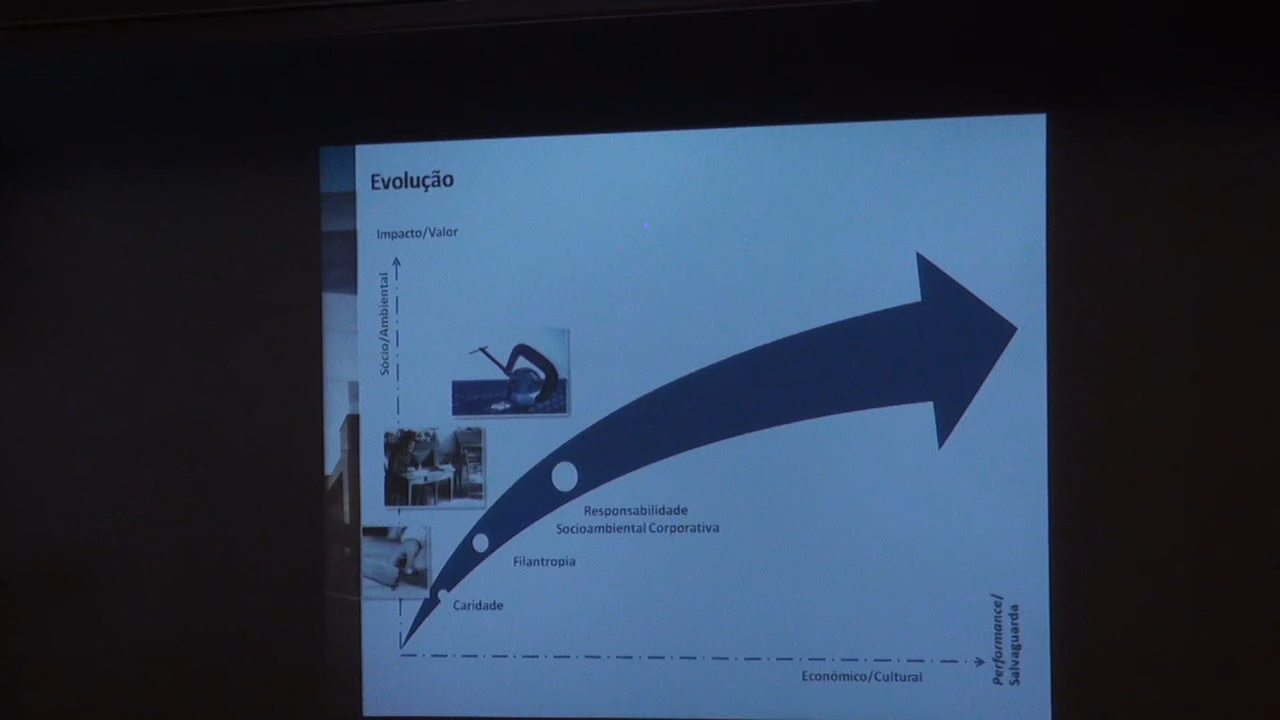 Evolução
Impacto/Valor
Sócio/Ambiental
Responsabilidade
Socioambiental Corporativa
Filantropia
Caridade
Performance/
Salvaguarda
Econômico/Cultural